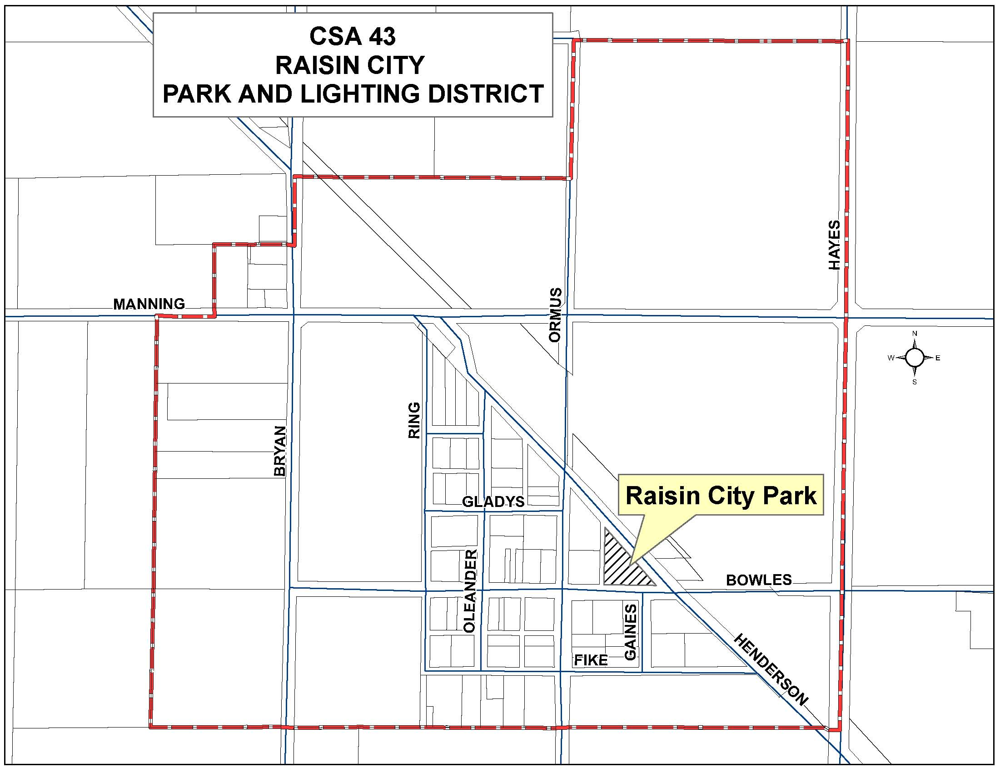 CSA 43
RAISIN CITY
PARK AND LIGHTING DISTRICT
HAYES
MANNING
ORMUS
N
W
E
S
RING
BRYAN
Raisin City Park
GLADYS
OLEANDER
BOWLES
GAINES
FIKE
HENDERSON